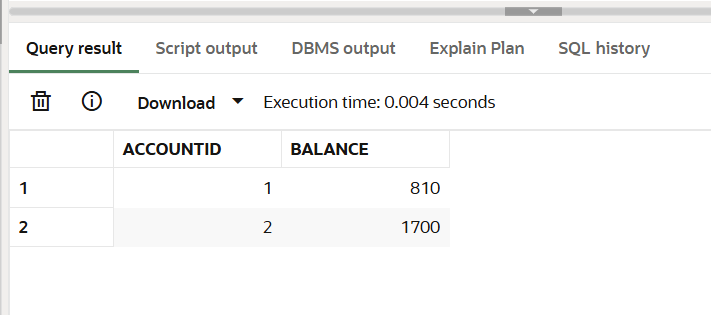 Query result Script output DBMS output Explain Plan SQL history
Download Execution time: 0.004 seconds
ACCOUNTID BALANCE
1 1 810
2 2 1700